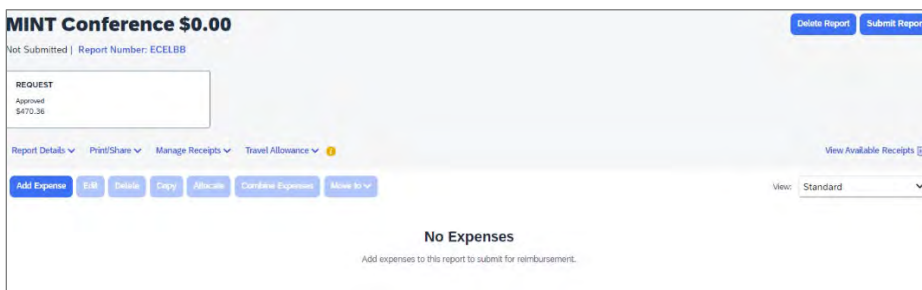 MINT Conference $0.00
Delete Report Submit Report
Not Submitted | Report Number: ECELBB
REQUEST
Approved
$470.36
Report Details Print/Share Manage Receipts Travel Allowance View Available Receipts
Add Expense Edit Delete Copy Allocate Combine Expenses Move to View: Standard
No Expenses
Add expenses to this report to submit for reimbursement.